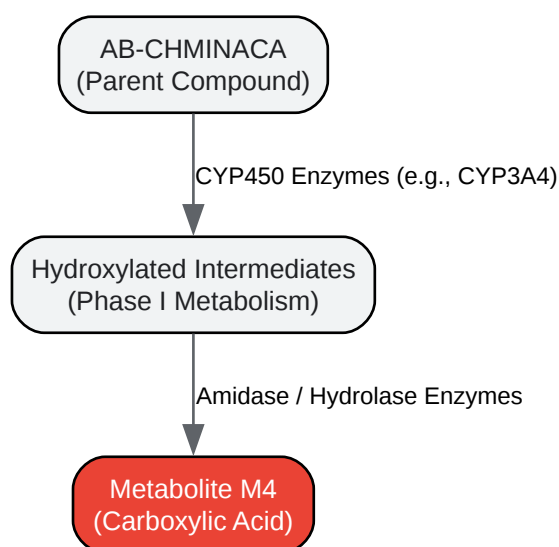 AB-CHMINACA
(Parent Compound)
CYP450 Enzymes (e.g., CYP3A4)
Hydroxylated Intermediates
(Phase I Metabolism)
Amidase / Hydrolase Enzymes
Metabolite M4
(Carboxylic Acid)